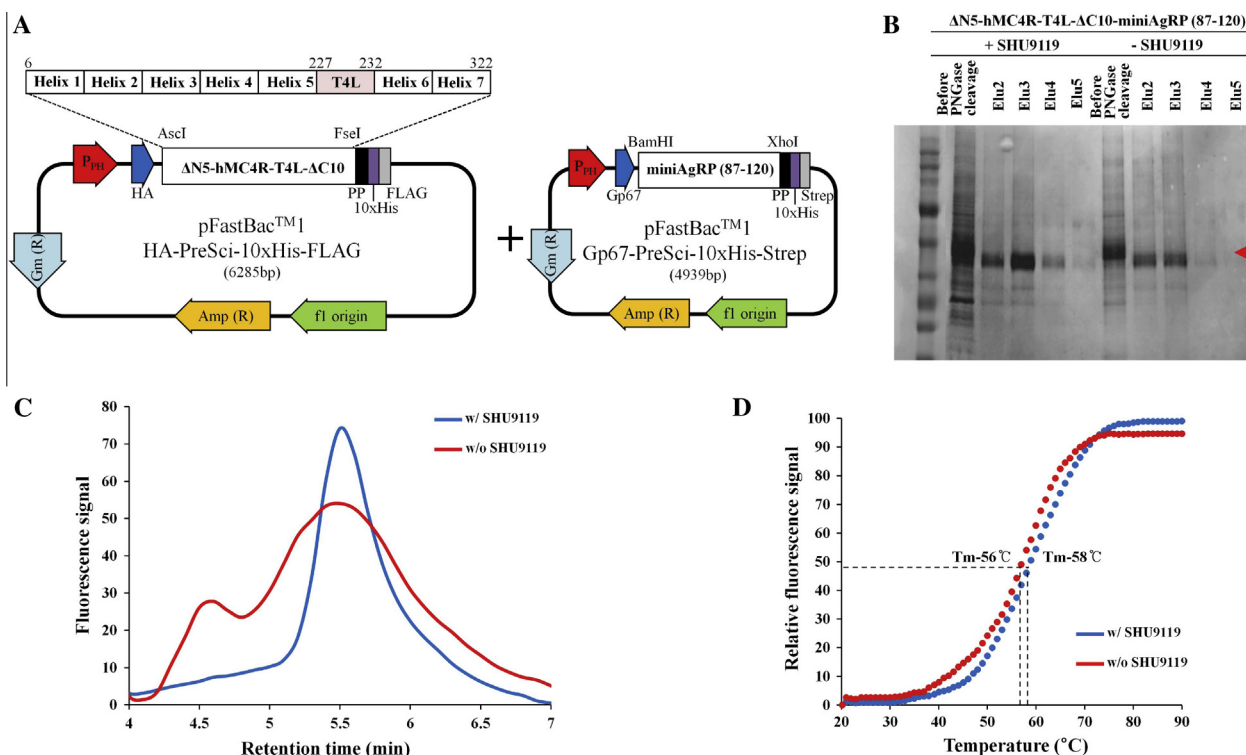 A
6 227 232 322
Helix 1 Helix 2 Helix 3 Helix 4 Helix 5 T4L Helix 6 Helix 7
AscI FseI
PPH HA ΔN5-hMC4R-T4L-ΔC10 PP FLAG
10xHis
pFastBac™1
HA-PreSci-10xHis-FLAG
(6285bp)
Gm (R)
Amp (R) f1 origin
+
BamHI XhoI
PPH Gp67 miniAgRP (87-120) PP Strep
10xHis
pFastBac™1
Gp67-PreSci-10xHis-Strep
(4939bp)
Gm (R)
Amp (R) f1 origin
B
ΔN5-hMC4R-T4L-ΔC10-miniAgRP (87-120)
+ SHU9119 - SHU9119
Before PNGase cleavage
Elu2
Elu3
Elu4
Elu5
Before PNGase cleavage
Elu2
Elu3
Elu4
Elu5
C
Fluorescence signal
80
70
60
50
40
30
20
10
0
4 4.5 5 5.5 6 6.5 7
Retention time (min)
w/ SHU9119
w/o SHU9119
D
Relative fluorescence signal
100
90
80
70
60
50
40
30
20
10
0
20 30 40 50 60 70 80 90
Temperature (°C)
Tm-56℃ Tm-58℃
w/ SHU9119
w/o SHU9119